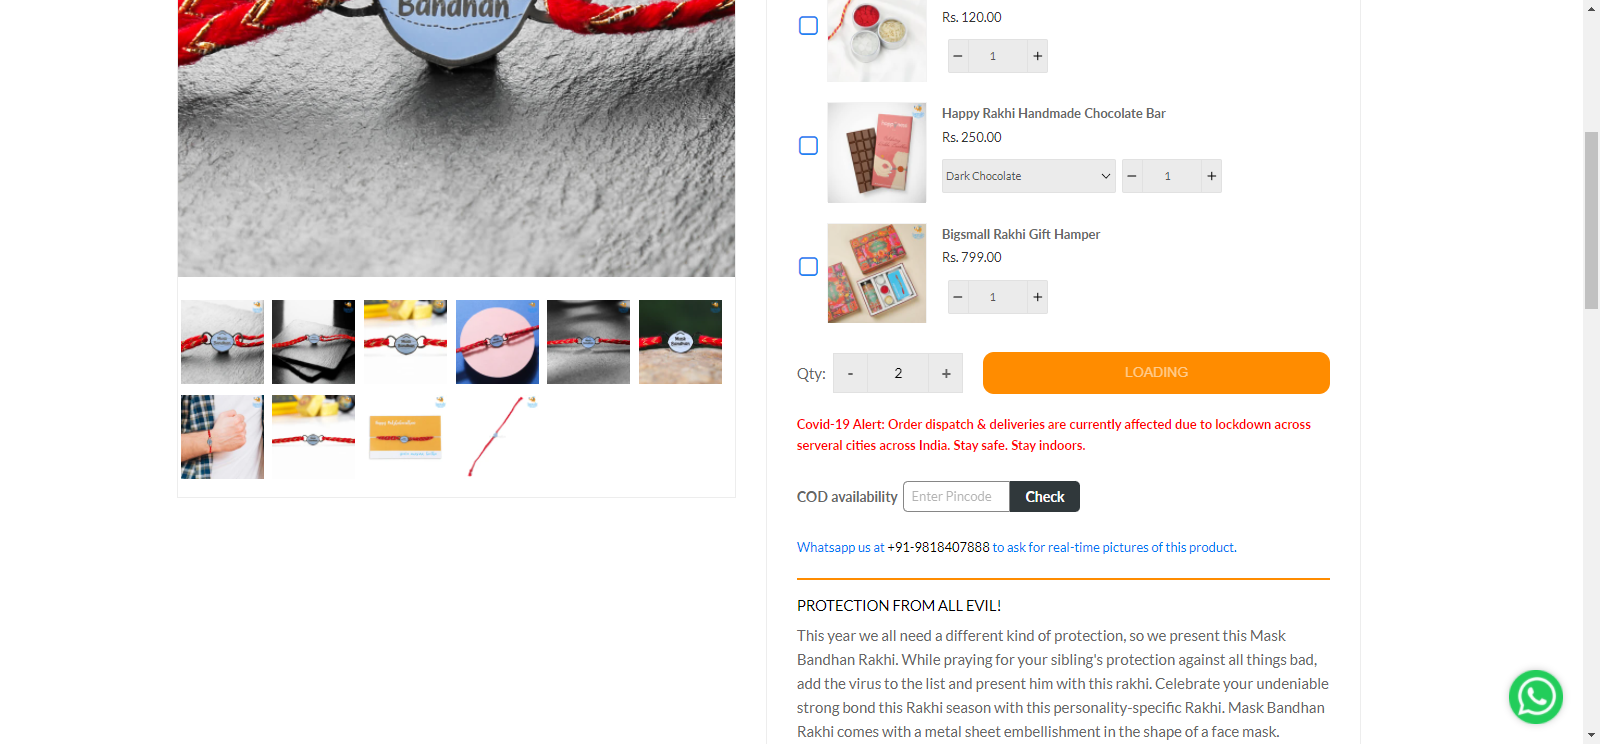 Bandhan
Rs. 120.00
− 1 +
Happy Rakhi Handmade Chocolate Bar
Rs. 250.00
Dark Chocolate − 1 +
Bigsmall Rakhi Gift Hamper
Rs. 799.00
− 1 +
Qty: - 2 + LOADING
Covid-19 Alert: Order dispatch & deliveries are currently affected due to lockdown across
serveral cities across India. Stay safe. Stay indoors.
COD availability Enter Pincode Check
Whatsapp us at +91-9818407888 to ask for real-time pictures of this product.
PROTECTION FROM ALL EVIL!
This year we all need a different kind of protection, so we present this Mask
Bandhan Rakhi. While praying for your sibling's protection against all things bad,
add the virus to the list and present him with this rakhi. Celebrate your undeniable
strong bond this Rakhi season with this personality-specific Rakhi. Mask Bandhan
Rakhi comes with a metal sheet embellishment in the shape of a face mask.
Mask
Bandhan